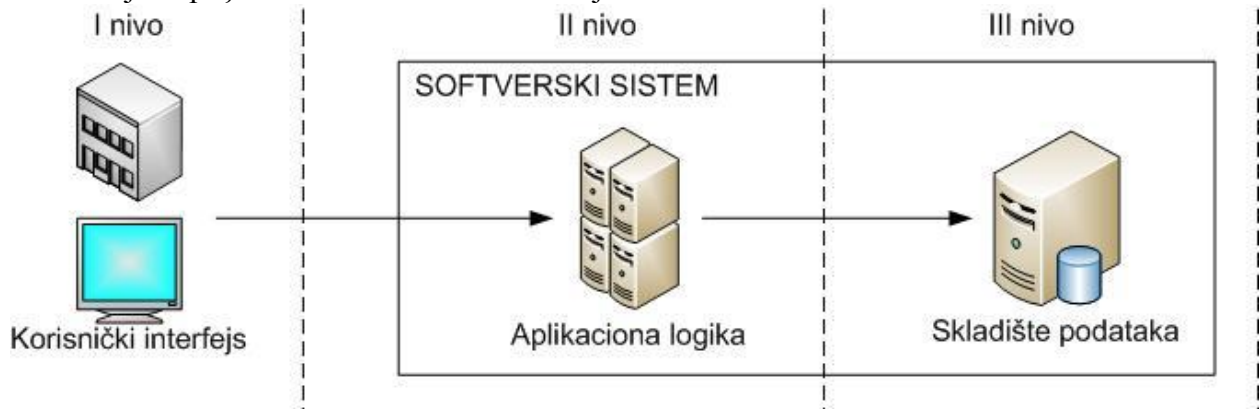 I nivo
II nivo
III nivo
SOFTVERSKI SISTEM
Korisnički interfejs
Aplikaciona logika
Skladište podataka